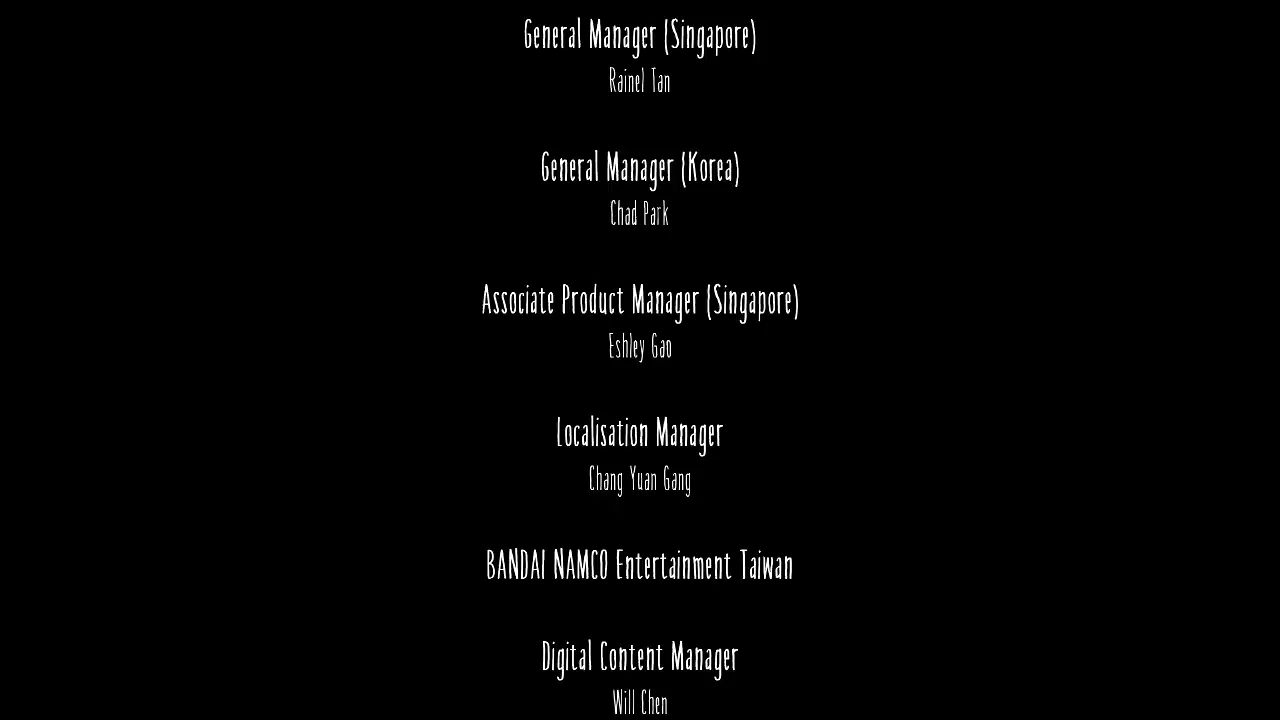 General Manager (Singapore)
Rainel Tan
General Manager (Korea)
Chad Park
Associate Product Manager (Singapore)
Eshley Gao
Localisation Manager
Chang Yuan Gang
BANDAI NAMCO Entertainment Taiwan
Digital Content Manager
Will Chen